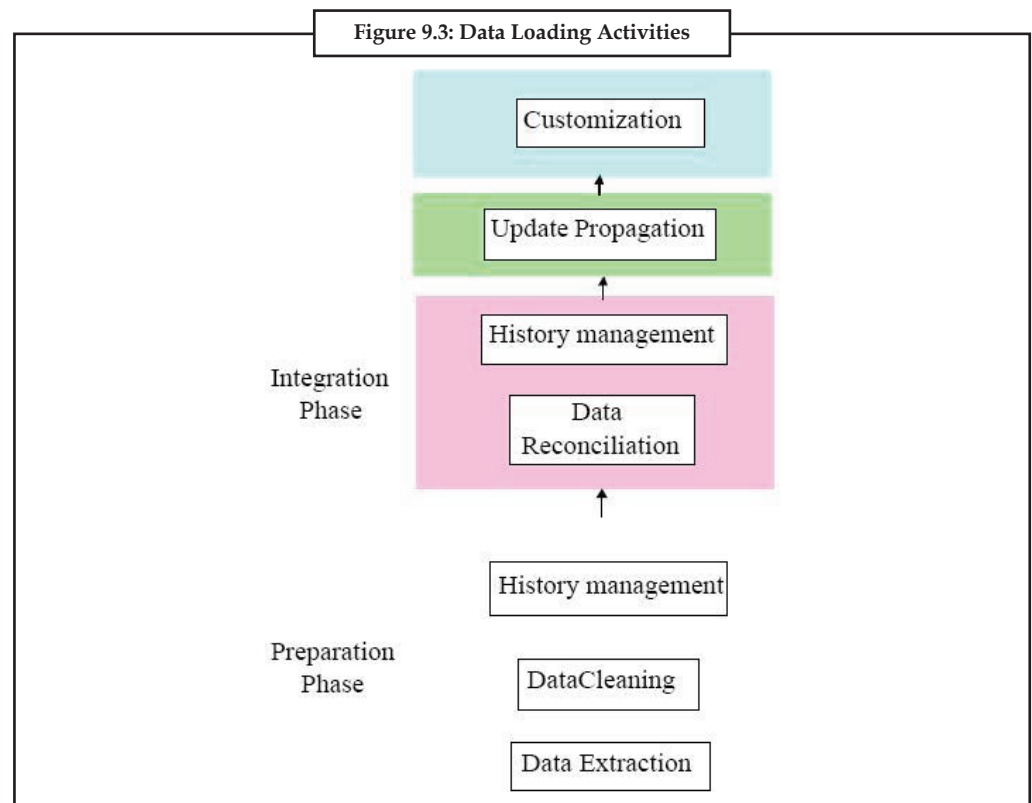 Figure 9.3: Data Loading Activities
Customization
Update Propagation
History management
Integration
Phase
Data
Reconciliation
History management
Preparation
Phase
DataCleaning
Data Extraction